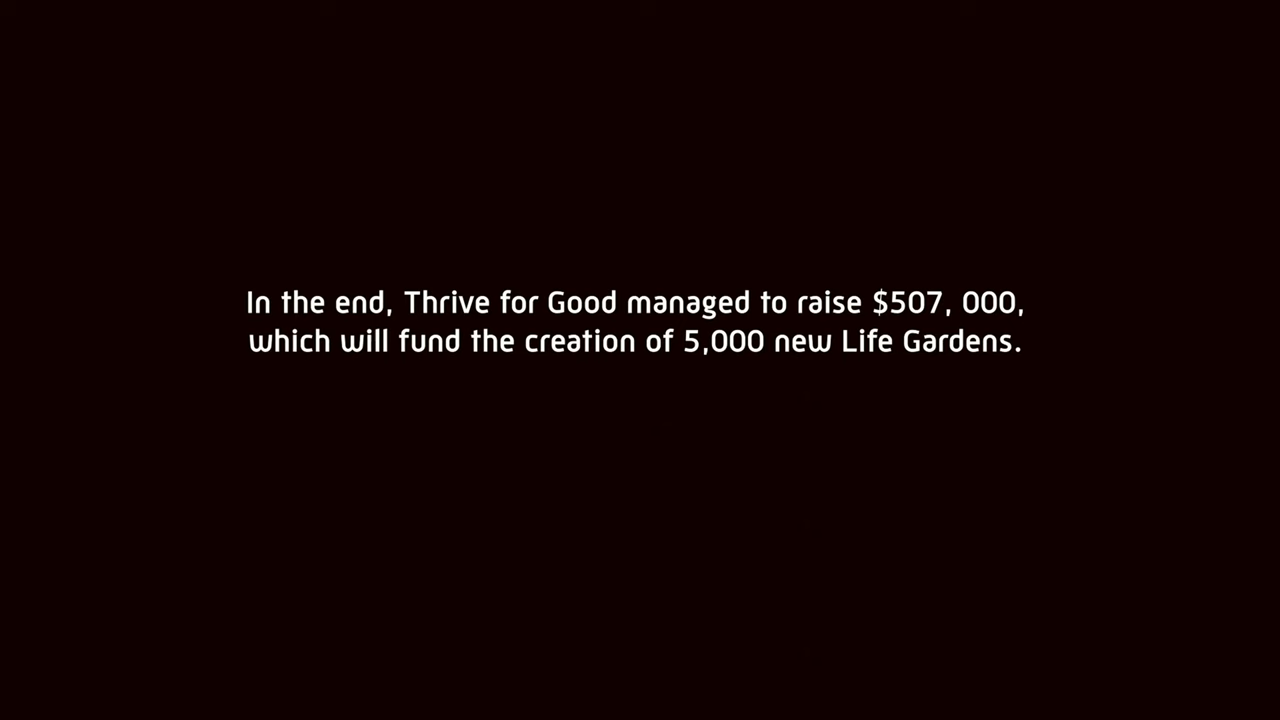 In the end, Thrive for Good managed to raise $507, 000,
which will fund the creation of 5,000 new Life Gardens.